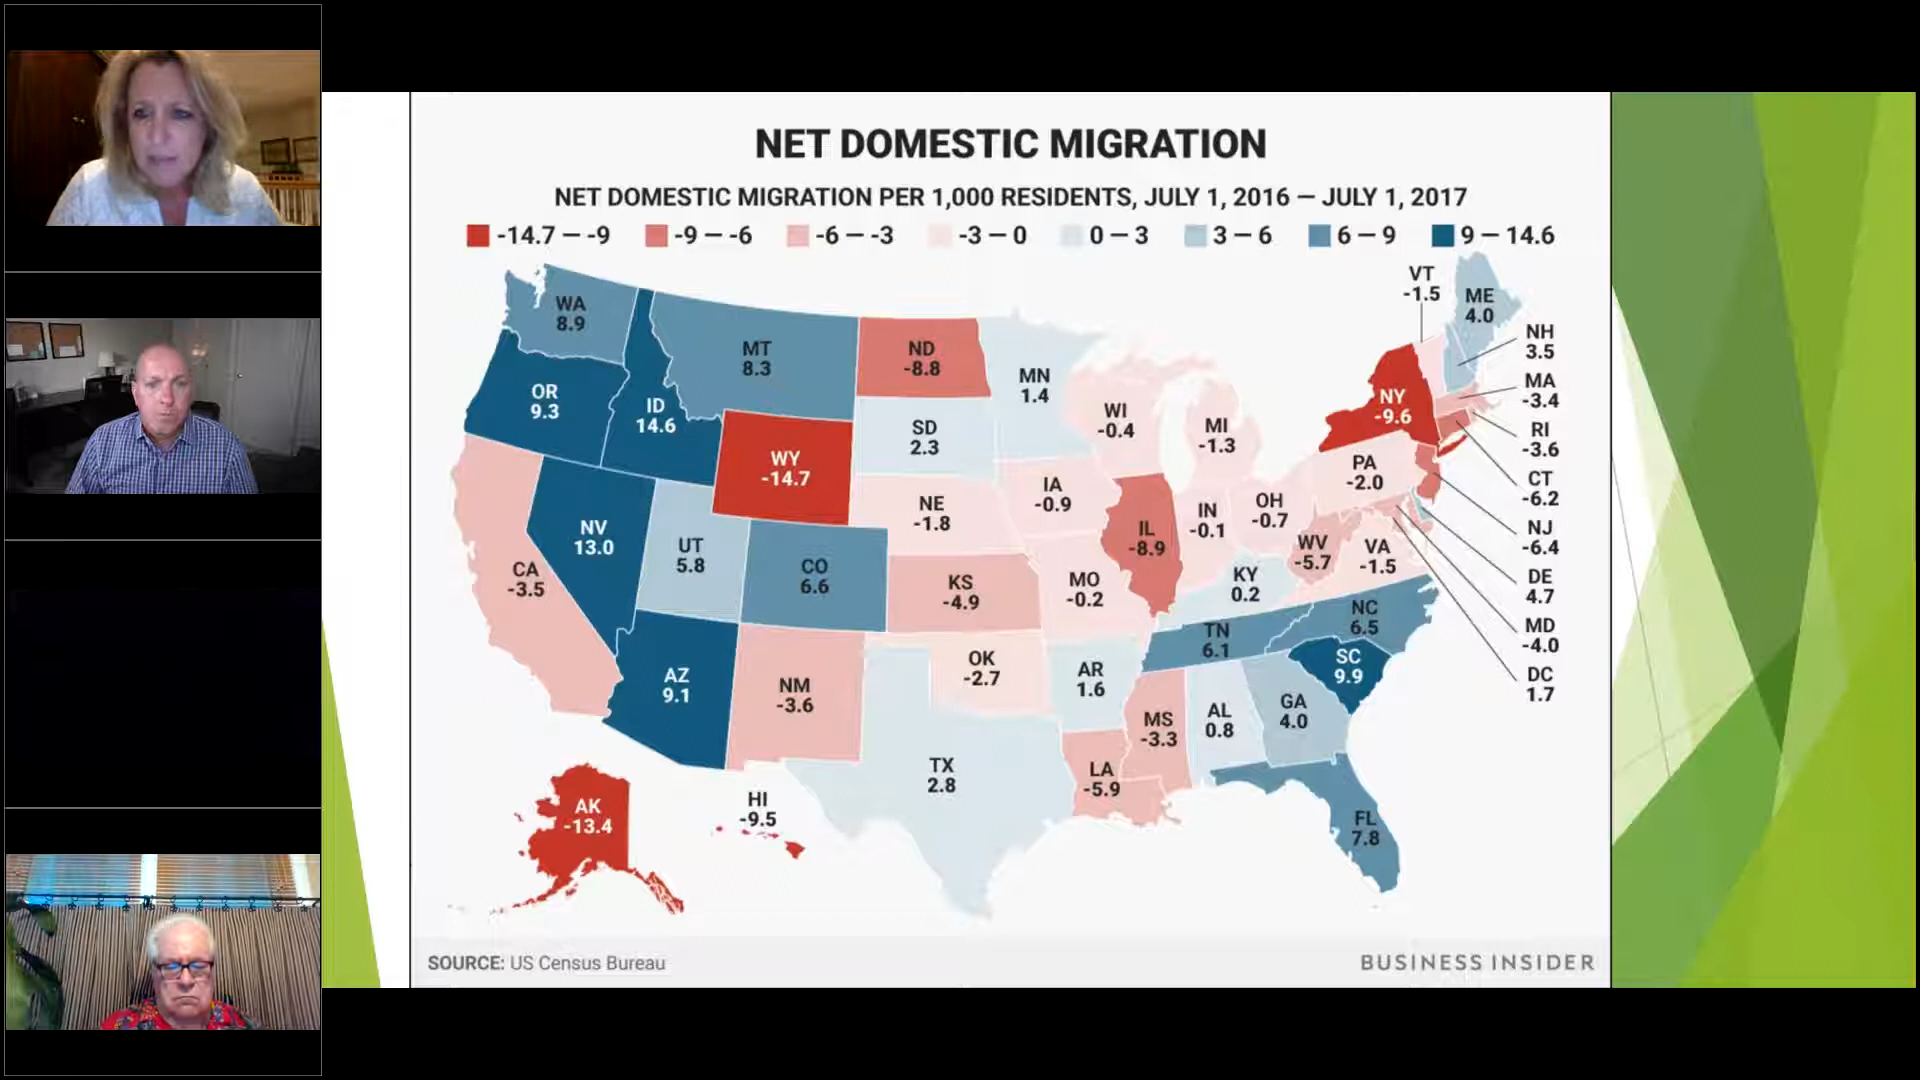 NET DOMESTIC MIGRATION
NET DOMESTIC MIGRATION PER 1,000 RESIDENTS, JULY 1, 2016 — JULY 1, 2017
-14.7 — -9
-9 — -6
-6 — -3
-3 — 0
0 — 3
3 — 6
6 — 9
9 — 14.6
WA
8.9
OR
9.3
ID
14.6
MT
8.3
ND
-8.8
MN
1.4
SD
2.3
WY
-14.7
WI
-0.4
MI
-1.3
NY
-9.6
VT
-1.5
ME
4.0
NH
3.5
MA
-3.4
RI
-3.6
CT
-6.2
NJ
-6.4
DE
4.7
MD
-4.0
DC
1.7
PA
-2.0
NE
-1.8
IA
-0.9
IL
-8.9
IN
-0.1
OH
-0.7
WV
-5.7
VA
-1.5
NV
13.0
UT
5.8
CO
6.6
CA
-3.5
KS
-4.9
MO
-0.2
KY
0.2
NC
6.5
TN
6.1
SC
9.9
AZ
9.1
NM
-3.6
OK
-2.7
AR
1.6
MS
-3.3
AL
0.8
GA
4.0
TX
2.8
LA
-5.9
FL
7.8
AK
-13.4
HI
-9.5
SOURCE: US Census Bureau
BUSINESS INSIDER